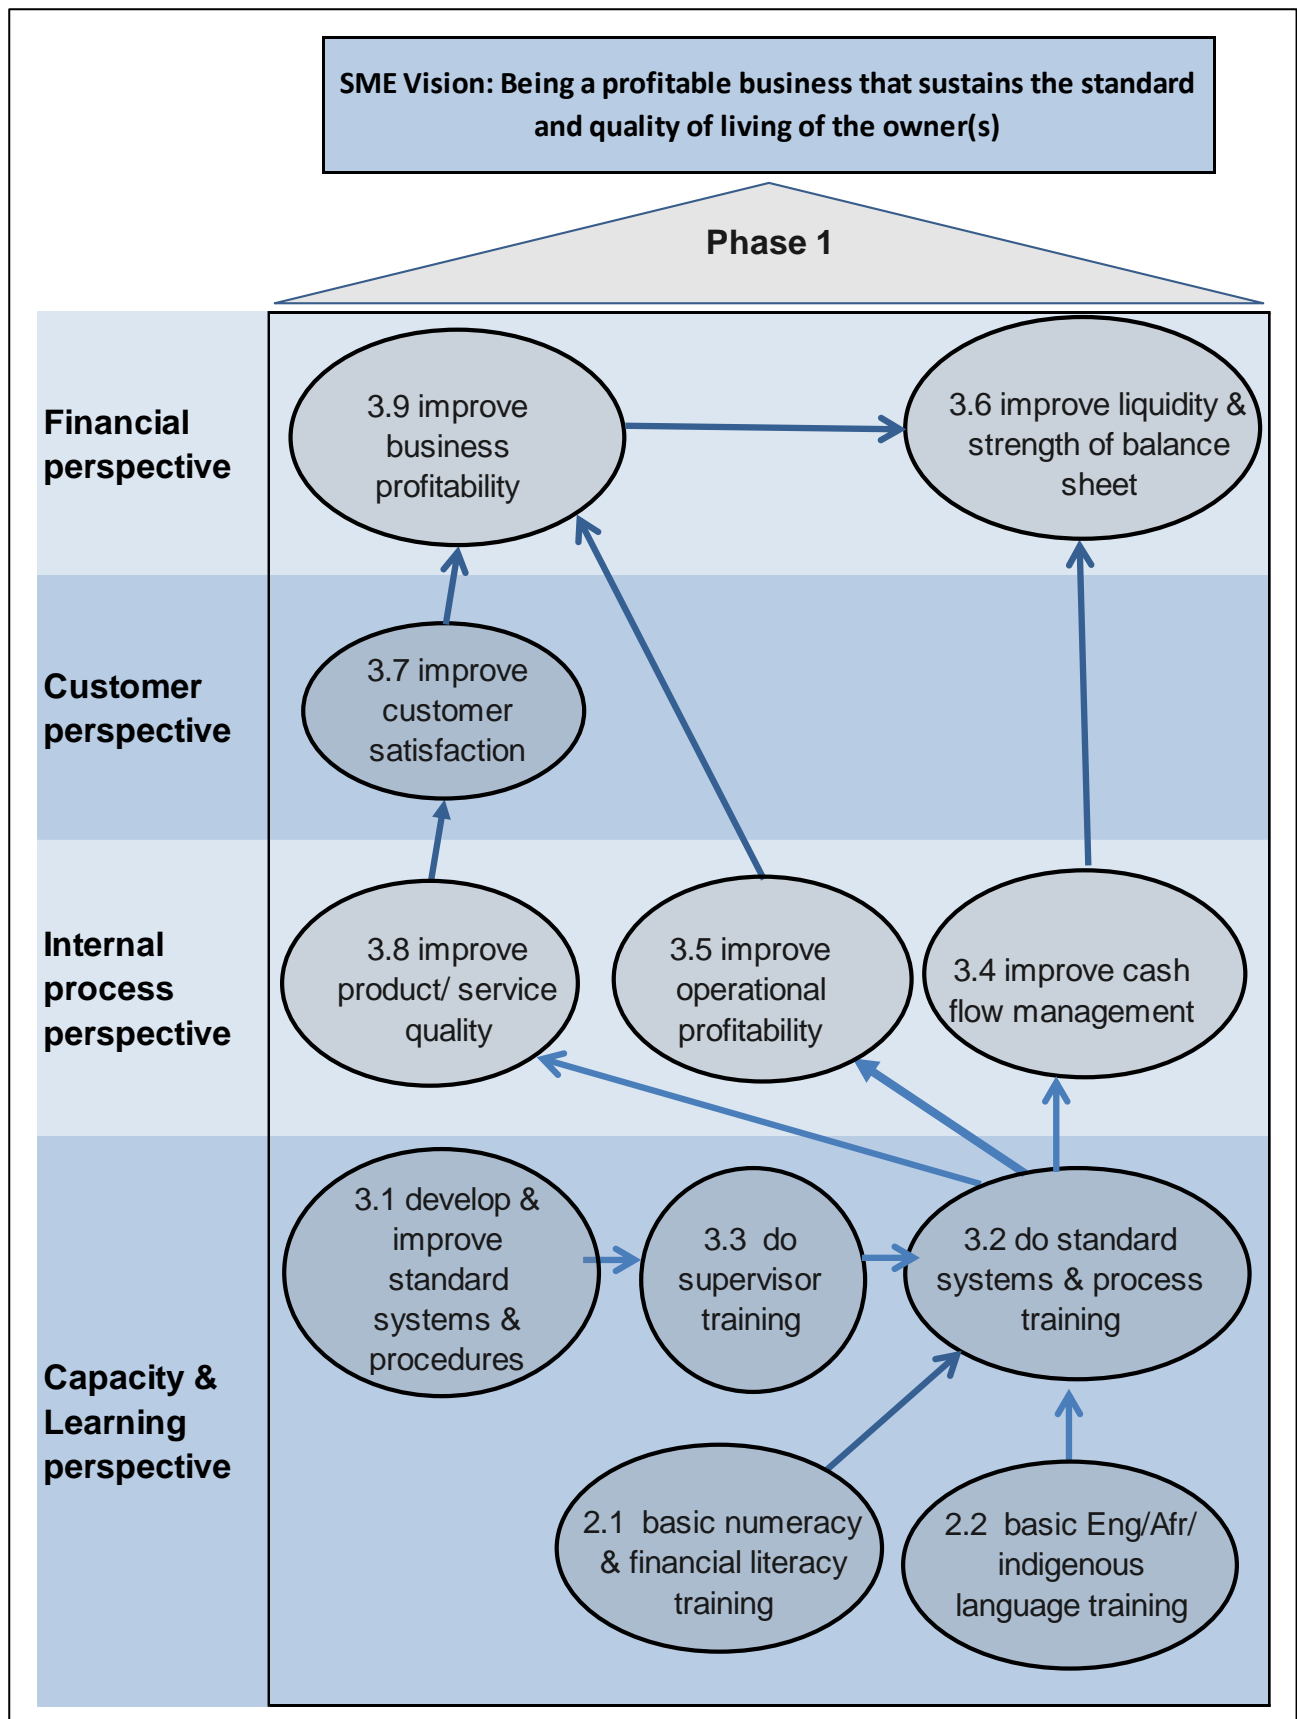 SME Vision: Being a profitable business that sustains the standard
and quality of living of the owner(s)
Phase 1
Financial
perspective
3.9 improve
business
profitability
3.6 improve liquidity &
strength of balance
sheet
Customer
perspective
3.7 improve
customer
satisfaction
Internal
process
perspective
3.8 improve
product/ service
quality
3.5 improve
operational
profitability
3.4 improve cash
flow management
Capacity &
Learning
perspective
3.1 develop &
improve
standard
systems &
procedures
3.3 do
supervisor
training
3.2 do standard
systems & process
training
2.1 basic numeracy
& financial literacy
training
2.2 basic Eng/Afr/
indigenous
language training